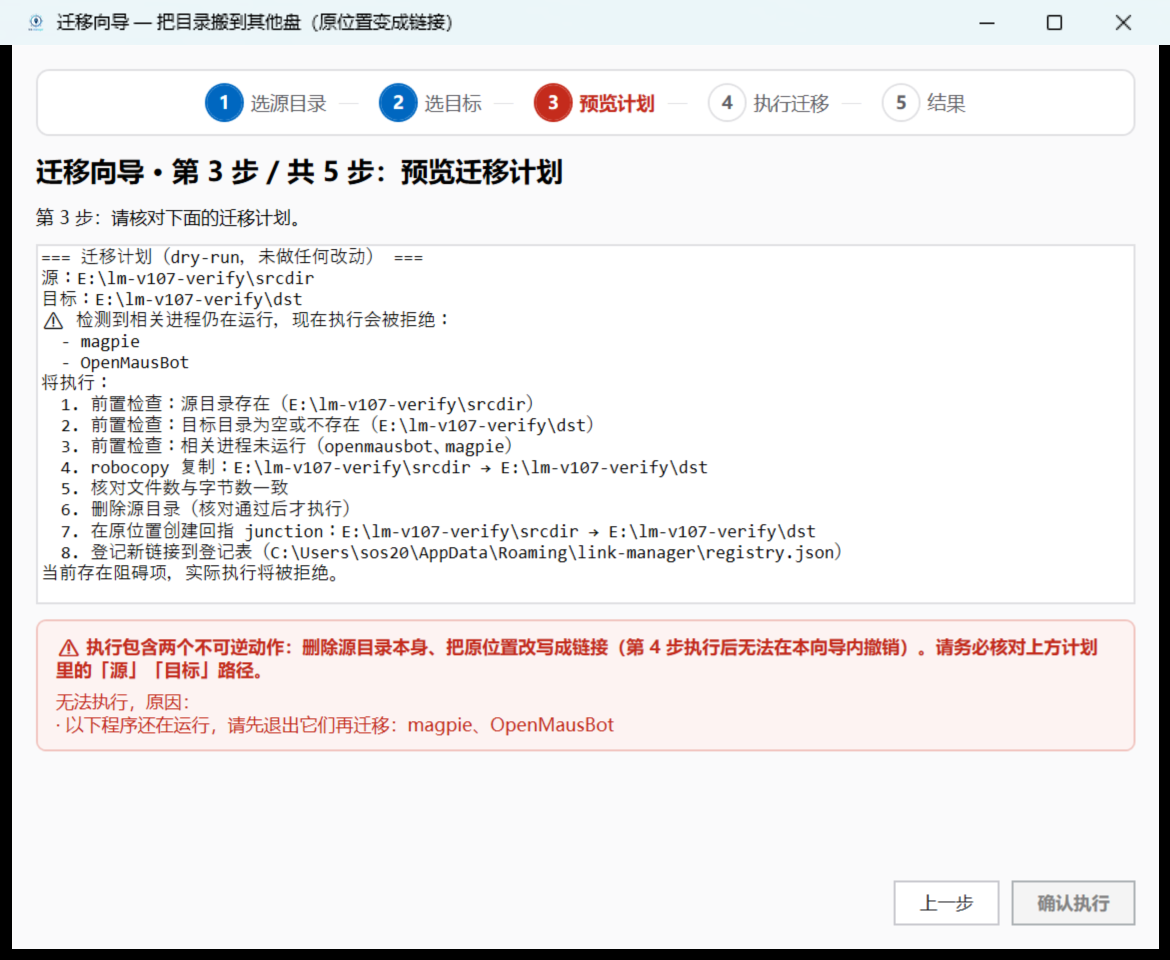 迁移向导 — 把目录搬到其他盘（原位置变成链接）
1 选源目录 — 2 选目标 — 3 预览计划 — 4 执行迁移 — 5 结果
迁移向导 • 第 3 步 / 共 5 步：预览迁移计划
第 3 步：请核对下面的迁移计划。
=== 迁移计划（dry-run，未做任何改动） ===
源：E:\lm-v107-verify\srcdir
目标：E:\lm-v107-verify\dst
⚠ 检测到相关进程仍在运行，现在执行会被拒绝：
  - magpie
  - OpenMausBot
将执行：
  1. 前置检查：源目录存在（E:\lm-v107-verify\srcdir）
  2. 前置检查：目标目录为空或不存在（E:\lm-v107-verify\dst）
  3. 前置检查：相关进程未运行（openmausbot、magpie）
  4. robocopy 复制：E:\lm-v107-verify\srcdir → E:\lm-v107-verify\dst
  5. 核对文件数与字节数一致
  6. 删除源目录（核对通过后才执行）
  7. 在原位置创建回指 junction：E:\lm-v107-verify\srcdir → E:\lm-v107-verify\dst
  8. 登记新链接到登记表（C:\Users\sos20\AppData\Roaming\link-manager\registry.json）
当前存在阻碍项，实际执行将被拒绝。
⚠ 执行包含两个不可逆动作：删除源目录本身、把原位置改写成链接（第 4 步执行后无法在本向导内撤销）。请务必核对上方计划
里的「源」「目标」路径。
无法执行，原因：
· 以下程序还在运行，请先退出它们再迁移：magpie、OpenMausBot
上一步
确认执行